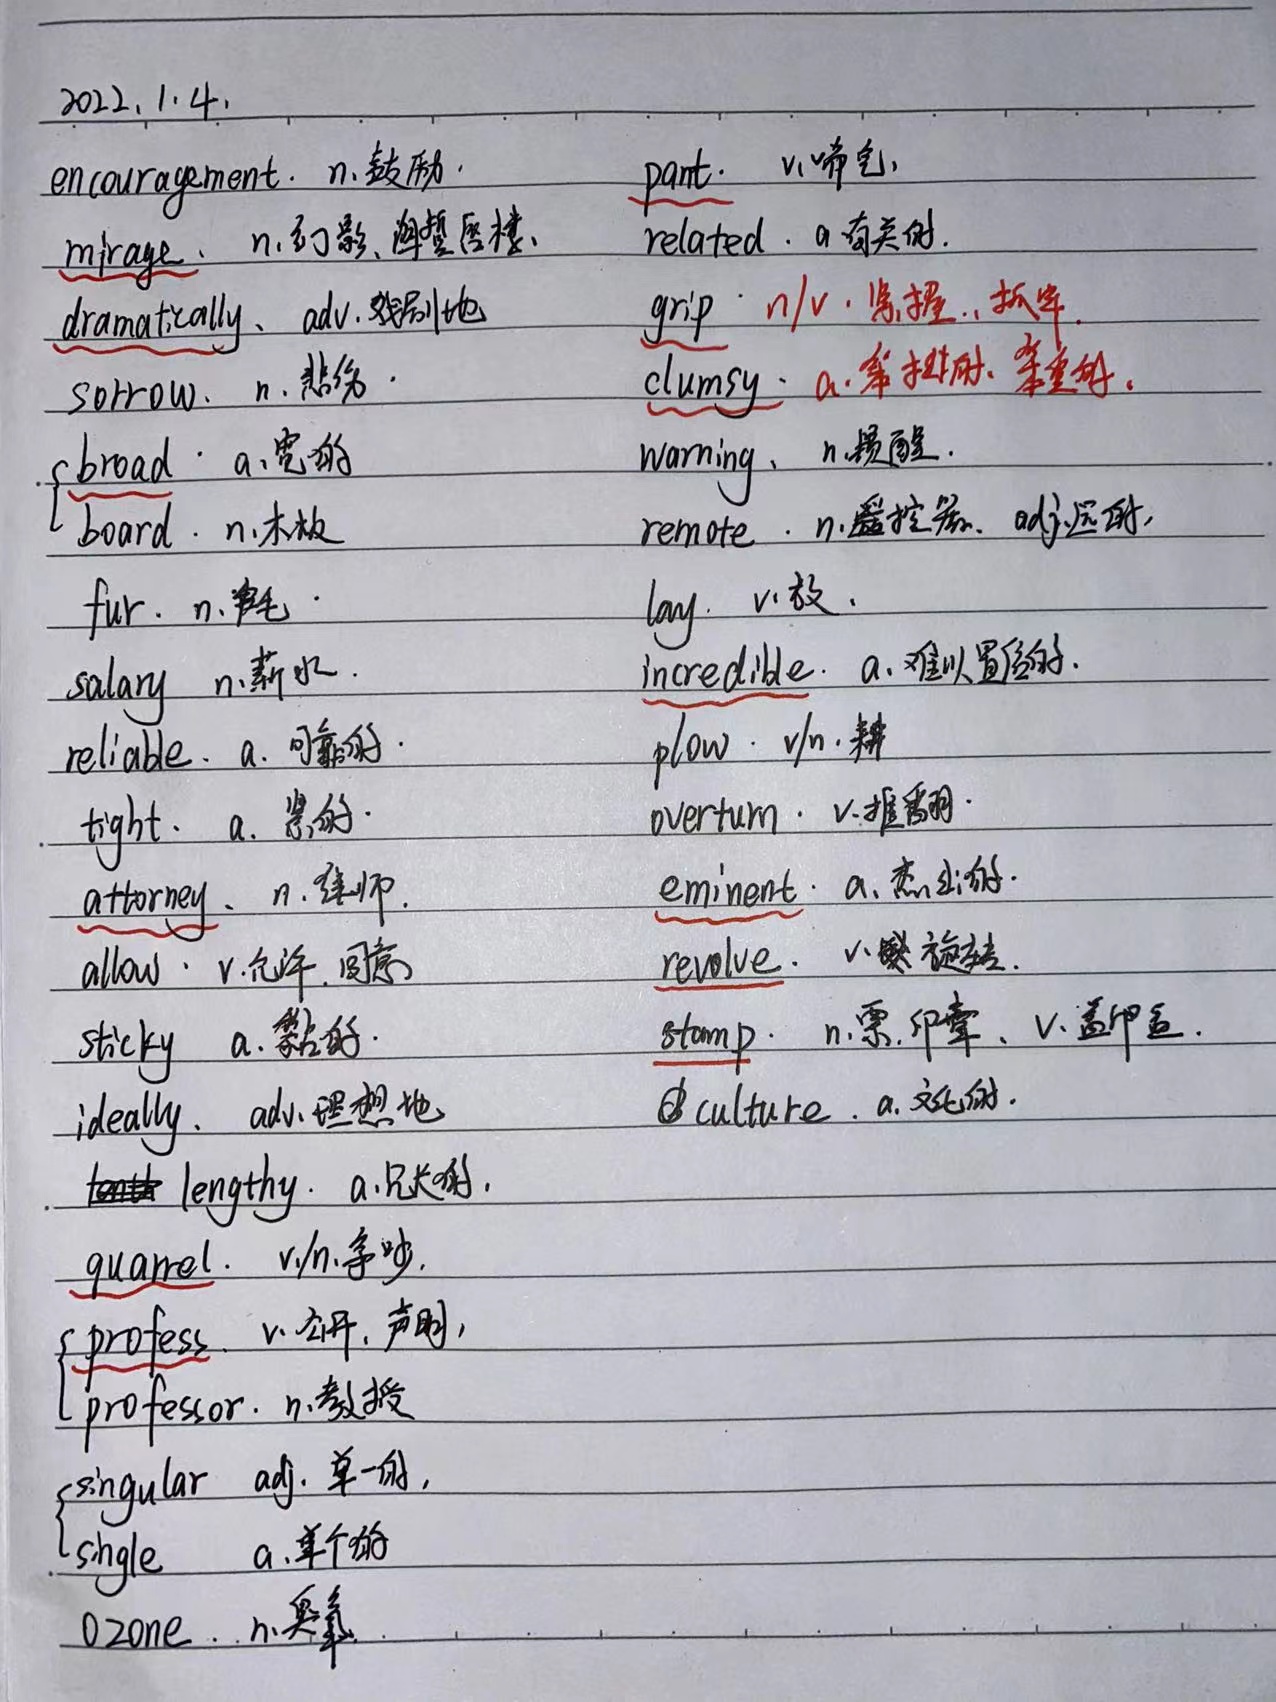 2022.1.4.
encouragement. n.鼓励.
mirage. n.幻影、海蜃唇楼、
dramatically、 adv.戏剧地
sorrow. n.悲伤.
broad. a.宽的
board. n.木板
fur. n.毛.
salary n.薪水.
reliable. a.可靠的.
tight. a.紧的.
attorney、 n.律师.
allow. v.允许.同意
sticky a.黏的.
ideally、 adv.理想地
lengthy. a.冗长的.
quarrel. v./n.争吵.
profess. v.公开、声明,
professor. n.教授
singular adj.单一的,
single a.单个的
ozone. n.臭氧.
pant. v.喘气,
related. a.有关的.
grip. n/v.紧握.,抓牢.
clumsy. a.笨拙的、笨重的.
warning、 n.提醒.
remote. n.遥控器、 adj.远的,
lay. v.放.
incredible. a.难以置信的.
plow. v/n.耕
overturn. v.推翻.
eminent. a.杰出的.
revolve. v.旋转.
stamp. n.票.印章、 v.盖印盖.
culture. a.文化的.